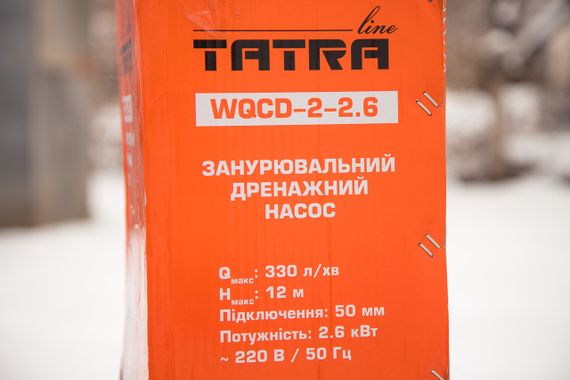 line
TATRA
WQCD-2-2.6
ЗАНУРЮВАЛЬНИЙ
ДРЕНАЖНИЙ
НАСОС
Qмакс: 330 л/хв
Hмакс: 12 м
Підключення: 50 мм
Потужність: 2.6 кВт
~ 220 В / 50 Гц